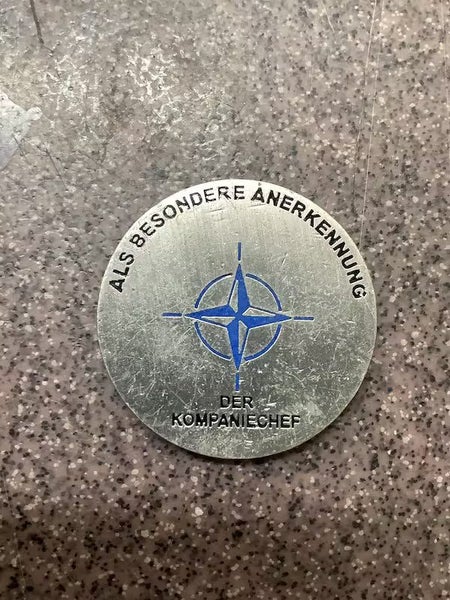 ALS BESONDERE ANERKENNUNG
DER
KOMPANIECHEF